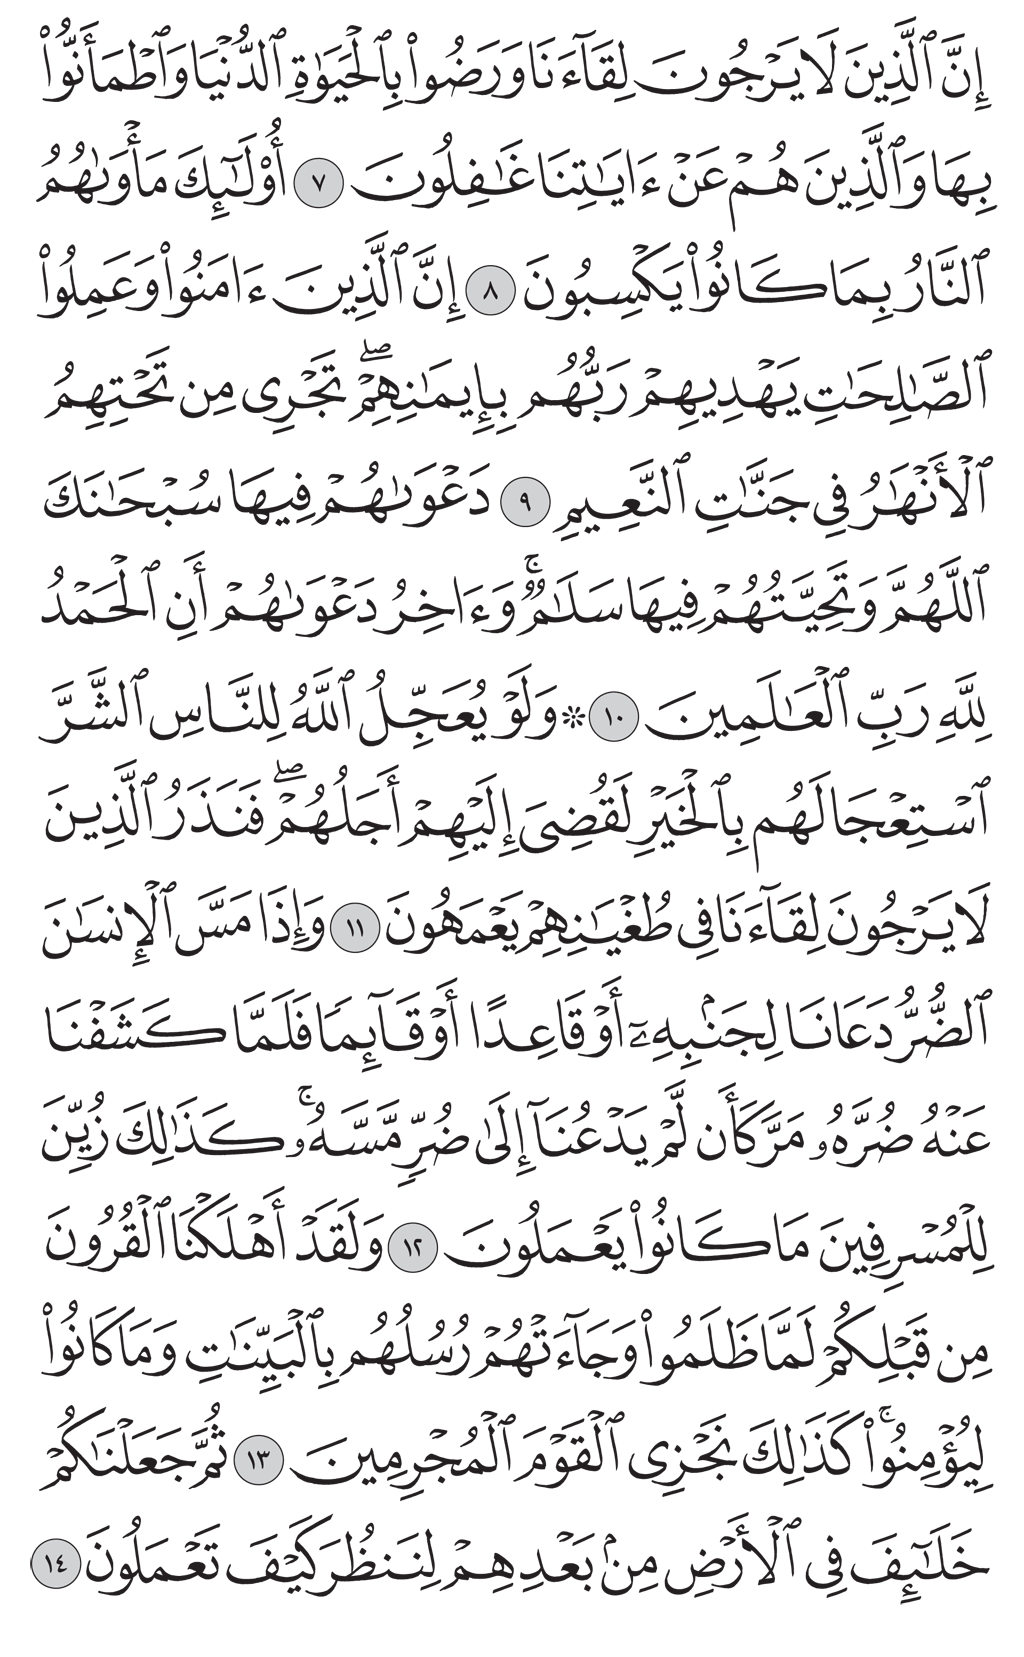 إِنَّ ٱلَّذِينَ لَا يَرْجُونَ لِقَآءَنَا وَرَضُوا۟ بِٱلْحَيَوٰةِ ٱلدُّنْيَا وَٱطْمَأَنُّوا۟
بِهَا وَٱلَّذِينَ هُمْ عَنْ ءَايَـٰتِنَا غَـٰفِلُونَ ٧ أُو۟لَـٰٓئِكَ مَأْوَىٰهُمُ
ٱلنَّارُ بِمَا كَانُوا۟ يَكْسِبُونَ ٨ إِنَّ ٱلَّذِينَ ءَامَنُوا۟ وَعَمِلُوا۟
ٱلصَّـٰلِحَـٰتِ يَهْدِيهِمْ رَبُّهُم بِإِيمَـٰنِهِمْ ۖ تَجْرِى مِن تَحْتِهِمُ
ٱلْأَنْهَـٰرُ فِى جَنَّـٰتِ ٱلنَّعِيمِ ٩ دَعْوَىٰهُمْ فِيهَا سُبْحَـٰنَكَ
ٱللَّهُمَّ وَتَحِيَّتُهُمْ فِيهَا سَلَـٰمٌ ۚ وَءَاخِرُ دَعْوَىٰهُمْ أَنِ ٱلْحَمْدُ
لِلَّهِ رَبِّ ٱلْعَـٰلَمِينَ ١٠ ۞ وَلَوْ يُعَجِّلُ ٱللَّهُ لِلنَّاسِ ٱلشَّرَّ
ٱسْتِعْجَالَهُم بِٱلْخَيْرِ لَقُضِىَ إِلَيْهِمْ أَجَلُهُمْ ۖ فَنَذَرُ ٱلَّذِينَ
لَا يَرْجُونَ لِقَآءَنَا فِى طُغْيَـٰنِهِمْ يَعْمَهُونَ ١١ وَإِذَا مَسَّ ٱلْإِنسَـٰنَ
ٱلضُّرُّ دَعَانَا لِجَنۢبِهِۦٓ أَوْ قَاعِدًا أَوْ قَآئِمًا فَلَمَّا كَشَفْنَا
عَنْهُ ضُرَّهُۥ مَرَّ كَأَن لَّمْ يَدْعُنَآ إِلَىٰ ضُرٍّ مَّسَّهُۥ ۚ كَذَٰلِكَ زُيِّنَ
لِلْمُسْرِفِينَ مَا كَانُوا۟ يَعْمَلُونَ ١٢ وَلَقَدْ أَهْلَكْنَا ٱلْقُرُونَ
مِن قَبْلِكُمْ لَمَّا ظَلَمُوا۟ وَجَآءَتْهُمْ رُسُلُهُم بِٱلْبَيِّنَـٰتِ وَمَا كَانُوا۟
لِيُؤْمِنُوا۟ ۚ كَذَٰلِكَ نَجْزِى ٱلْقَوْمَ ٱلْمُجْرِمِينَ ١٣ ثُمَّ جَعَلْنَـٰكُمْ
خَلَـٰٓئِفَ فِى ٱلْأَرْضِ مِنۢ بَعْدِهِمْ لِنَنظُرَ كَيْفَ تَعْمَلُونَ ١٤